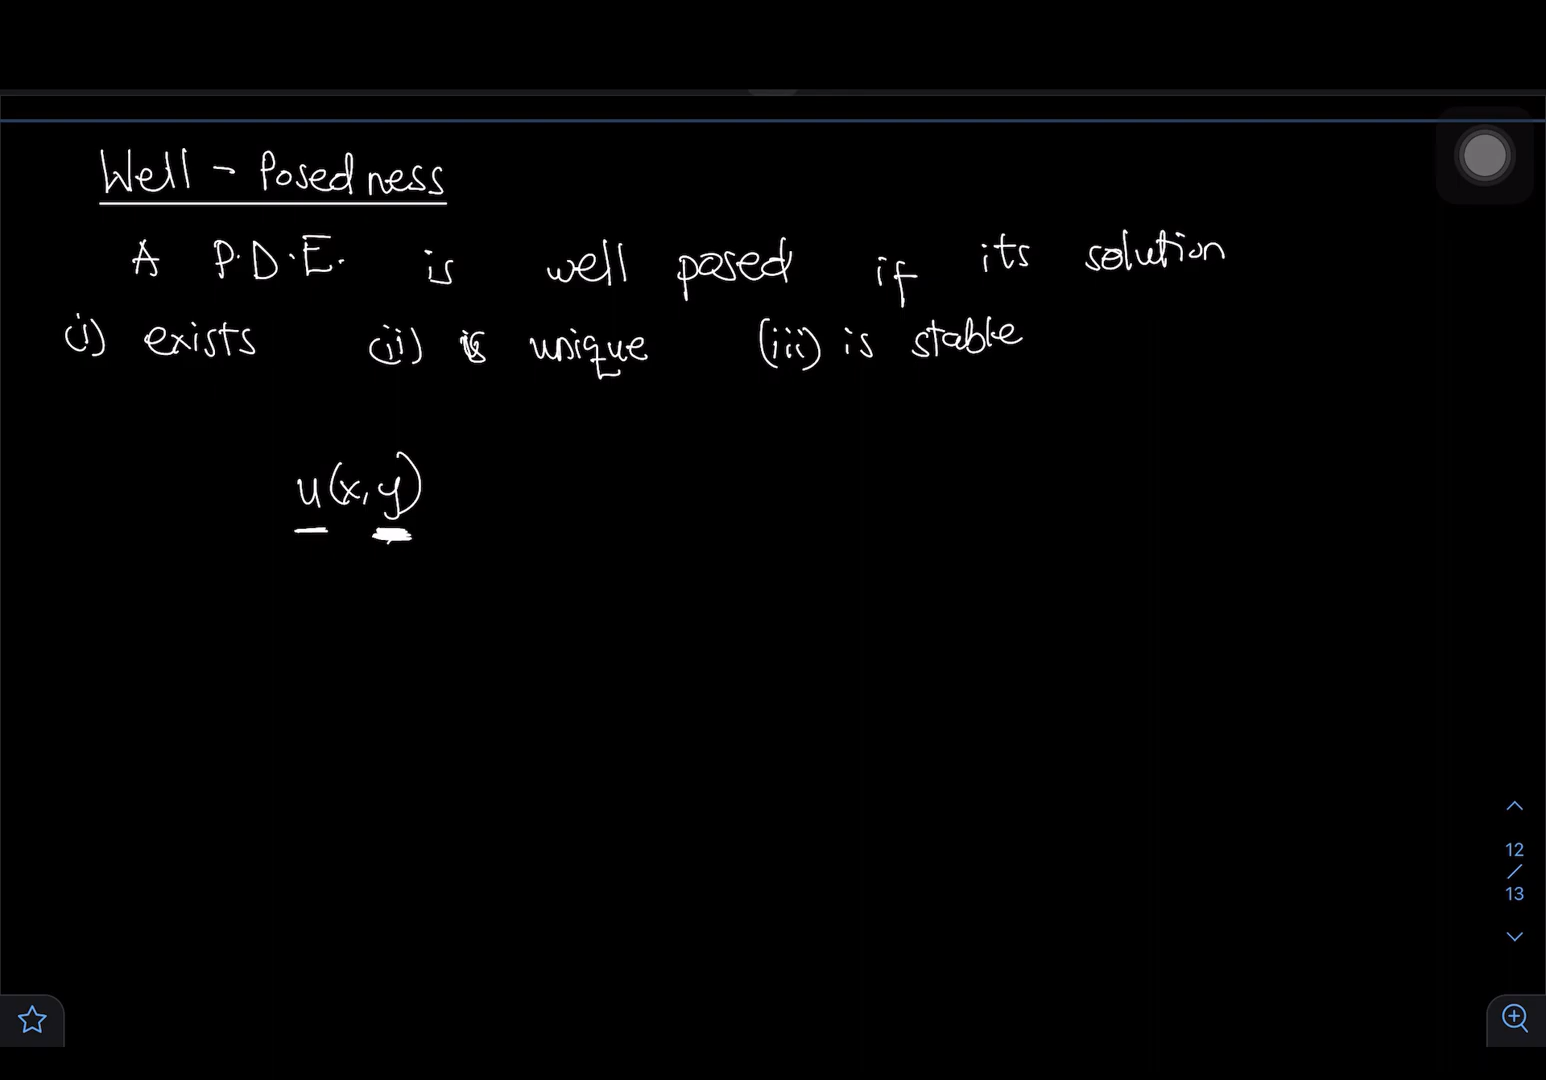 Well - Posedness
A P.D.E. is well posed if its solution
(i) exists (ii) is unique (iii) is stable
u(x, y)
12
/
13